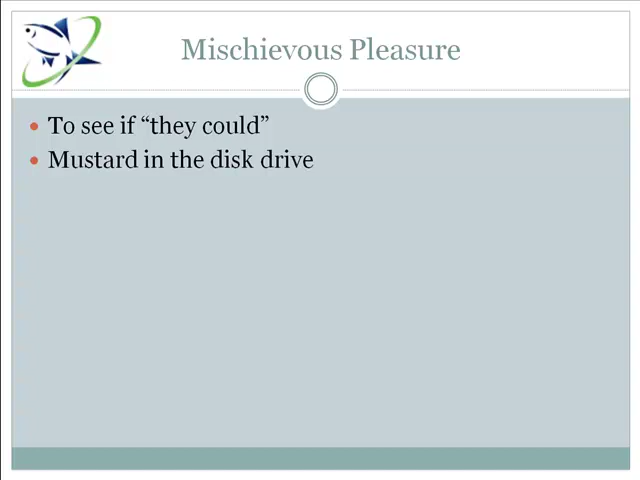 Mischievous Pleasure
• To see if “they could”
• Mustard in the disk drive